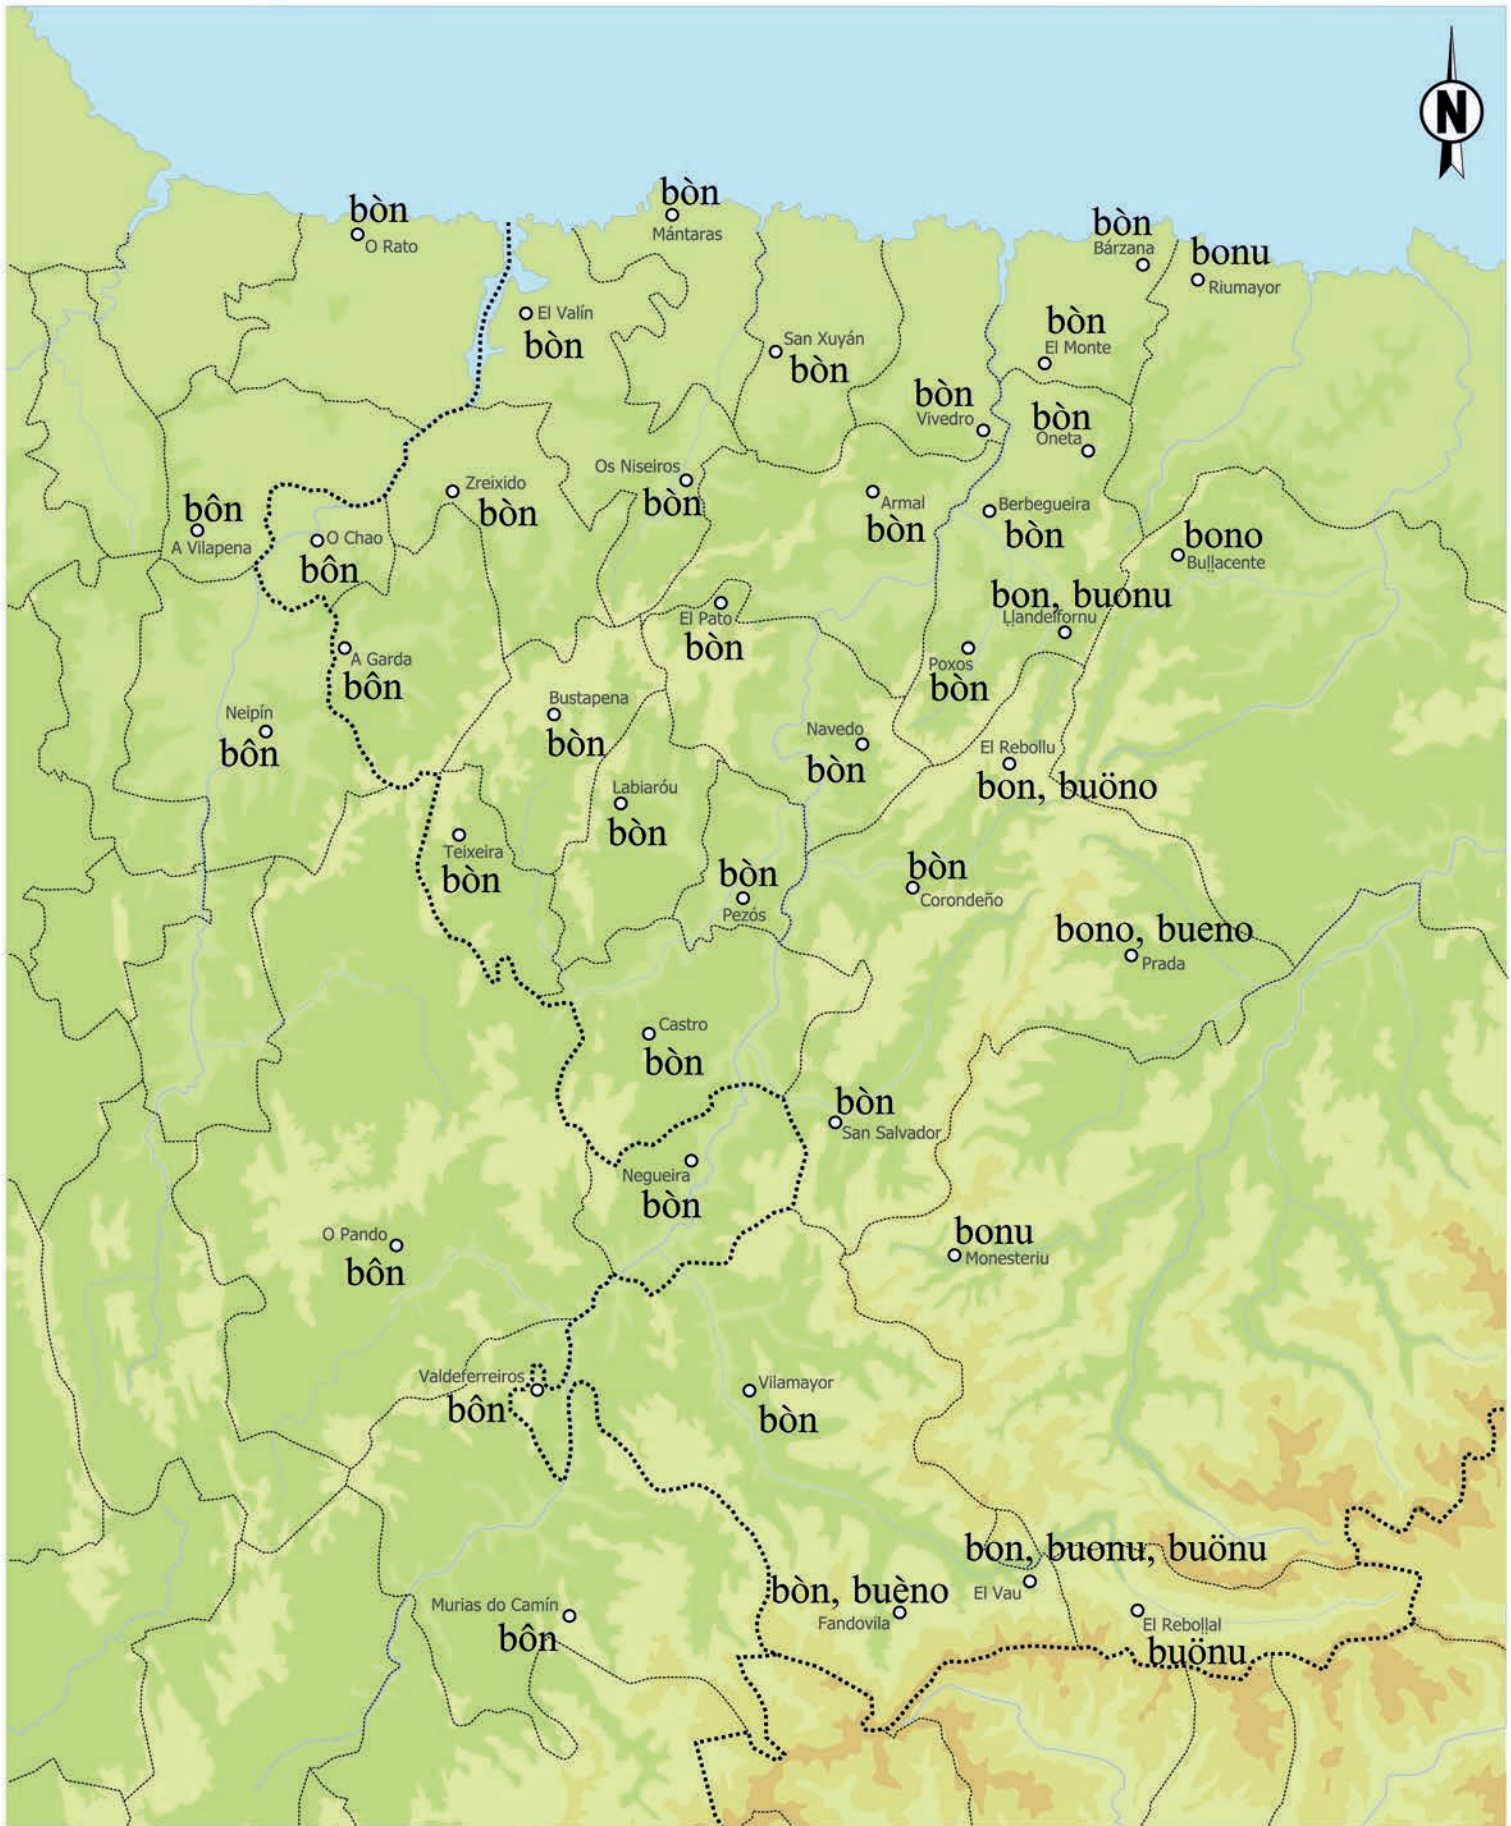 N
bòn
O Rato
bòn
Mántaras
bòn
Bárzana
bonu
Riumayor
El Valín
bòn
San Xuyán
bòn
bòn
El Monte
bòn
Vivedro
bòn
Oneta
Os Niseiros
bòn
Zreixido
bòn
Armal
bòn
Berbegueira
bòn
bôn
A Vilapena
O Chao
bôn
bono
Buḷḷacente
bon, buonu
Ḷḷandelfornu
El Pato
bòn
A Garda
bôn
Poxos
bòn
Neipín
bôn
Bustapena
bòn
Navedo
bòn
El Rebollu
bon, buöno
Labiaróu
bòn
Teixeira
bòn
bòn
Pezós
bòn
Corondeño
bono, bueno
Prada
Castro
bòn
bòn
San Salvador
Negueira
bòn
O Pando
bôn
bonu
Monesteriu
Valdeferreiros
bôn
Vilamayor
bòn
bon, buonu, buönu
El Vau
bòn, buèno
Fandovila
Murias do Camín
bôn
El Reboḷḷal
buönu